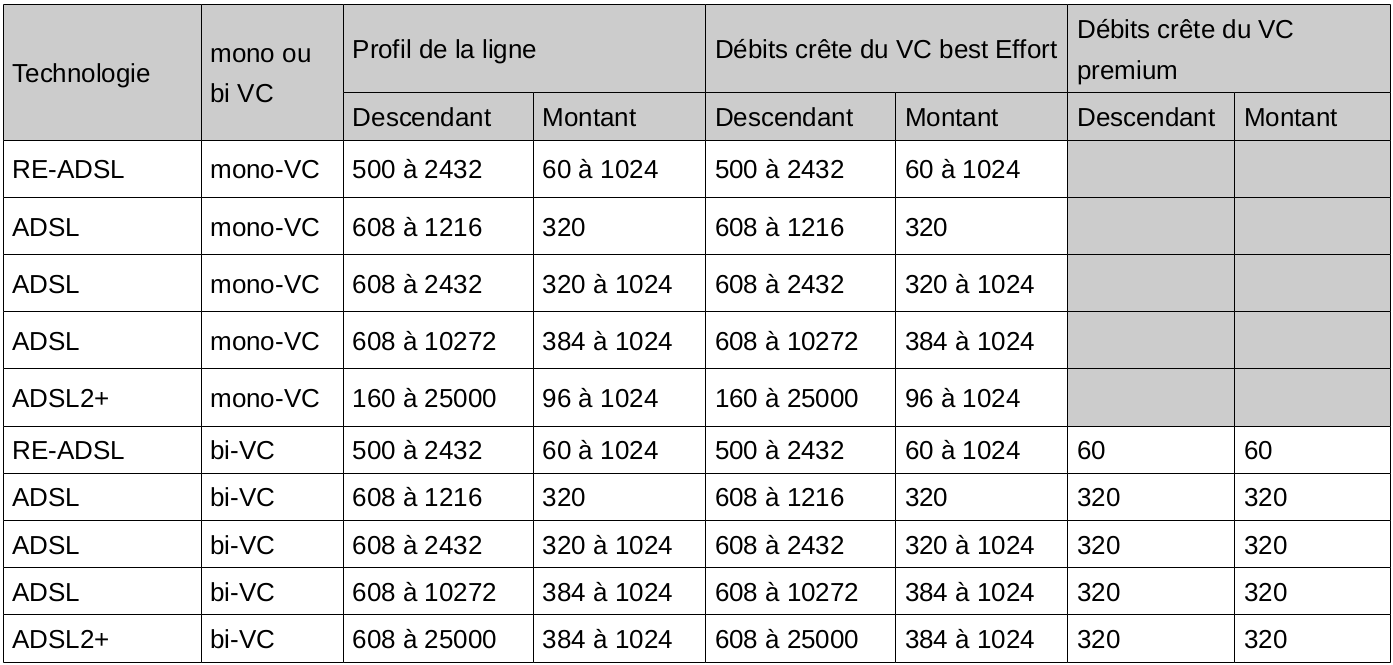 Technologie mono ou bi VC Profil de la ligne Débits crête du VC best Effort Débits crête du VC premium
Descendant Montant Descendant Montant Descendant Montant
RE-ADSL mono-VC 500 à 2432 60 à 1024 500 à 2432 60 à 1024
ADSL mono-VC 608 à 1216 320 608 à 1216 320
ADSL mono-VC 608 à 2432 320 à 1024 608 à 2432 320 à 1024
ADSL mono-VC 608 à 10272 384 à 1024 608 à 10272 384 à 1024
ADSL2+ mono-VC 160 à 25000 96 à 1024 160 à 25000 96 à 1024
RE-ADSL bi-VC 500 à 2432 60 à 1024 500 à 2432 60 à 1024 60 60
ADSL bi-VC 608 à 1216 320 608 à 1216 320 320 320
ADSL bi-VC 608 à 2432 320 à 1024 608 à 2432 320 à 1024 320 320
ADSL bi-VC 608 à 10272 384 à 1024 608 à 10272 384 à 1024 320 320
ADSL2+ bi-VC 608 à 25000 384 à 1024 608 à 25000 384 à 1024 320 320